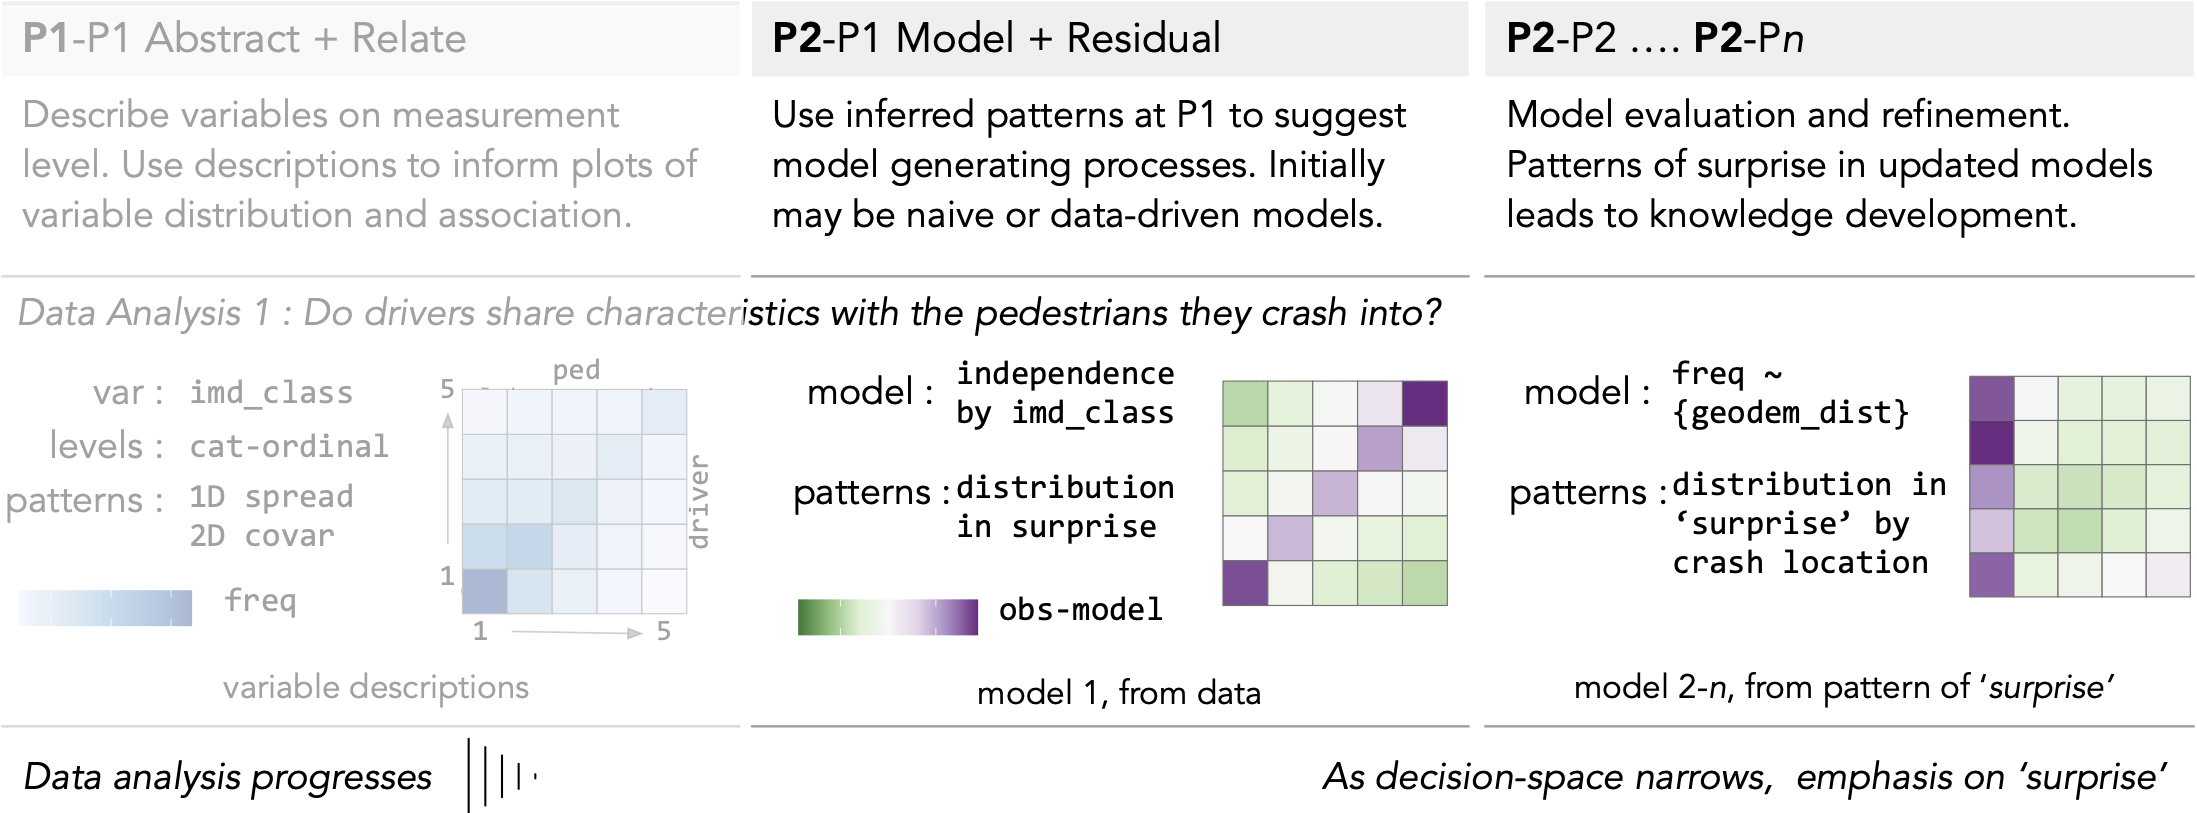 P1-P1 Abstract + Relate
Describe variables on measurement
level. Use descriptions to inform plots of
variable distribution and association.
P2-P1 Model + Residual
Use inferred patterns at P1 to suggest
model generating processes. Initially
may be naive or data-driven models.
P2-P2 .... P2-Pn
Model evaluation and refinement.
Patterns of surprise in updated models
leads to knowledge development.
Data Analysis 1 : Do drivers share characteristics with the pedestrians they crash into?
var : imd_class
levels : cat-ordinal
patterns : 1D spread
2D covar
freq
ped
5
1
driver
1
5
variable descriptions
model : independence
by imd_class
patterns : distribution
in surprise
obs-model
model 1, from data
model : freq ~
{geodem_dist}
patterns : distribution in
‘surprise’ by
crash location
model 2-n, from pattern of ‘surprise’
Data analysis progresses
As decision-space narrows, emphasis on ‘surprise’